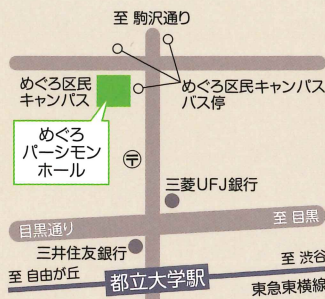 至 駒沢通り
めぐろ区民
キャンパス
めぐろ区民キャンパス
バス停
めぐろ
パーシモン
ホール
〒
三菱UFJ銀行
目黒通り
至 目黒
三井住友銀行
至 自由が丘
都立大学駅
至 渋谷
東急東横線